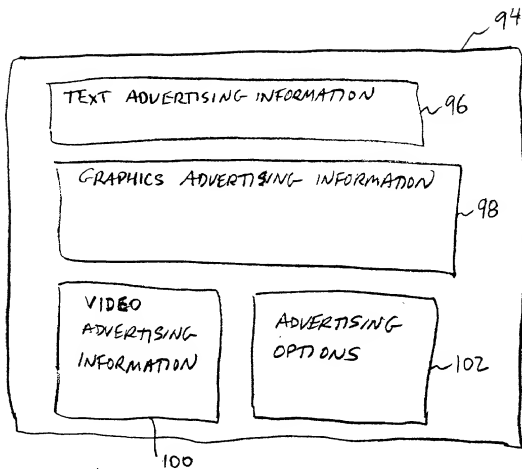 94
TEXT ADVERTISING INFORMATION
96
GRAPHICS ADVERTISING INFORMATION
98
VIDEO
ADVERTISING
INFORMATION
ADVERTISING
OPTIONS
102
100